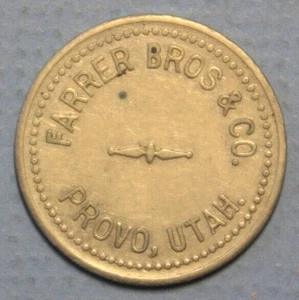 FARRER BROS & CO.
PROVO, UTAH.